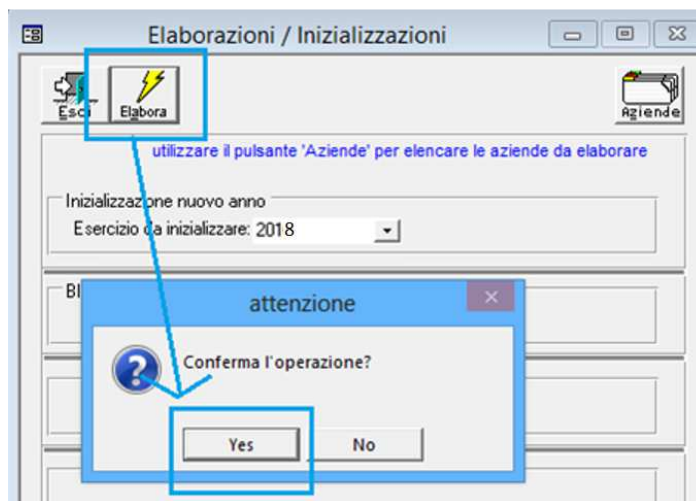 Elaborazioni / Inizializzazioni
Esci
Elabora
Aziende
utilizzare il pulsante 'Aziende' per elencare le aziende da elaborare
Inizializzazione nuovo anno
Esercizio da inizializzare: 2018
Bl
attenzione
Conferma l'operazione?
Yes No